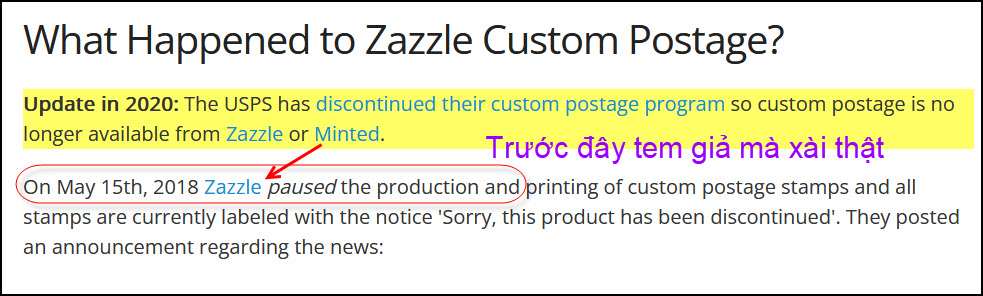 What Happened to Zazzle Custom Postage?
Update in 2020: The USPS has discontinued their custom postage program so custom postage is no
longer available from Zazzle or Minted.
Trước đây tem giả mà xài thật
On May 15th, 2018 Zazzle paused the production and printing of custom postage stamps and all
stamps are currently labeled with the notice 'Sorry, this product has been discontinued'. They posted
an announcement regarding the news: